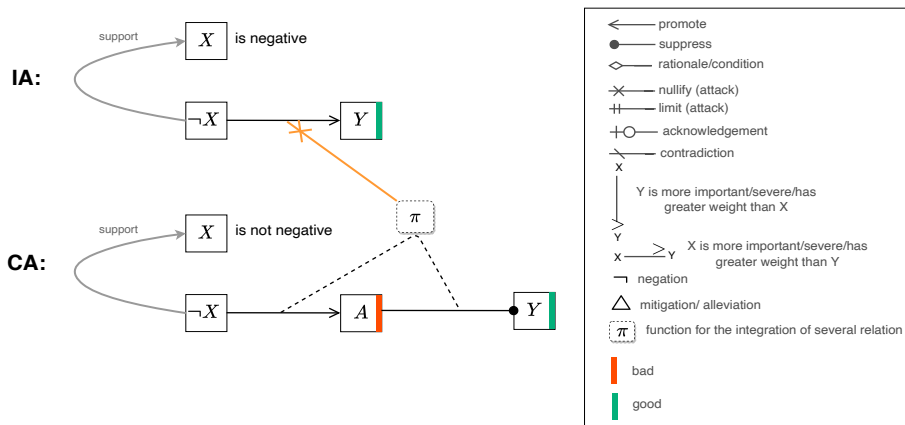 support
X is negative
IA:
¬X
Y
π
support
X is not negative
CA:
¬X
A
Y
promote
suppress
rationale/condition
nullify (attack)
limit (attack)
acknowledgement
contradiction
X
Y is more important/severe/has
greater weight than X
Y
X
Y
X is more important/severe/has
greater weight than Y
¬ negation
mitigation/ alleviation
π function for the integration of several relation
bad
good